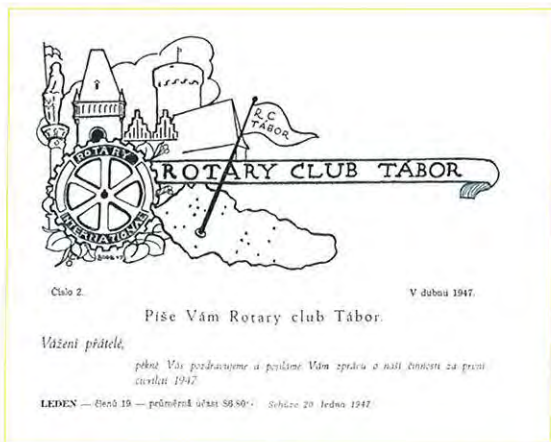 R.C
TÁBOR
ROTARY CLUB TÁBOR
ROTARY
INTERNATIONAL
Číslo 2.
V dubnu 1947.
Píše Vám Rotary club Tábor.
Vážení přátelé,
pěkně Vás pozdravujeme a posíláme Vám zprávu o naší činnosti za první
čtvrtletí 1947.
LEDEN — členů 19. — průměrná účast 86.80% Schůze 20. ledna 1947